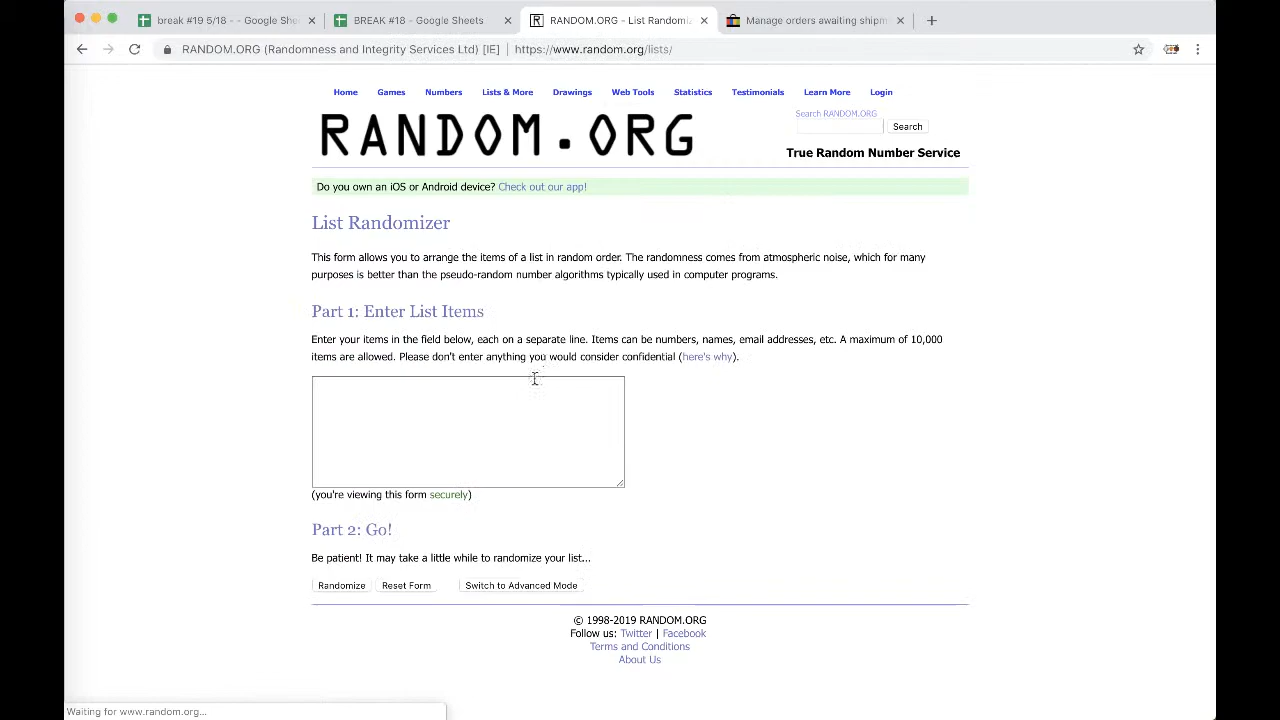 break #19 5/18 - - Google She
BREAK #18 - Google Sheets
RANDOM.ORG - List Randomiz
Manage orders awaiting shipm
RANDOM.ORG (Randomness and Integrity Services Ltd) [IE] | https://www.random.org/lists/
Home Games Numbers Lists & More Drawings Web Tools Statistics Testimonials Learn More Login
RANDOM.ORG
Search RANDOM.ORG
Search
True Random Number Service
Do you own an iOS or Android device? Check out our app!
List Randomizer
This form allows you to arrange the items of a list in random order. The randomness comes from atmospheric noise, which for many
purposes is better than the pseudo-random number algorithms typically used in computer programs.
Part 1: Enter List Items
Enter your items in the field below, each on a separate line. Items can be numbers, names, email addresses, etc. A maximum of 10,000
items are allowed. Please don't enter anything you would consider confidential (here's why).
(you're viewing this form securely)
Part 2: Go!
Be patient! It may take a little while to randomize your list...
Randomize Reset Form Switch to Advanced Mode
© 1998-2019 RANDOM.ORG
Follow us: Twitter | Facebook
Terms and Conditions
About Us
Waiting for www.random.org...